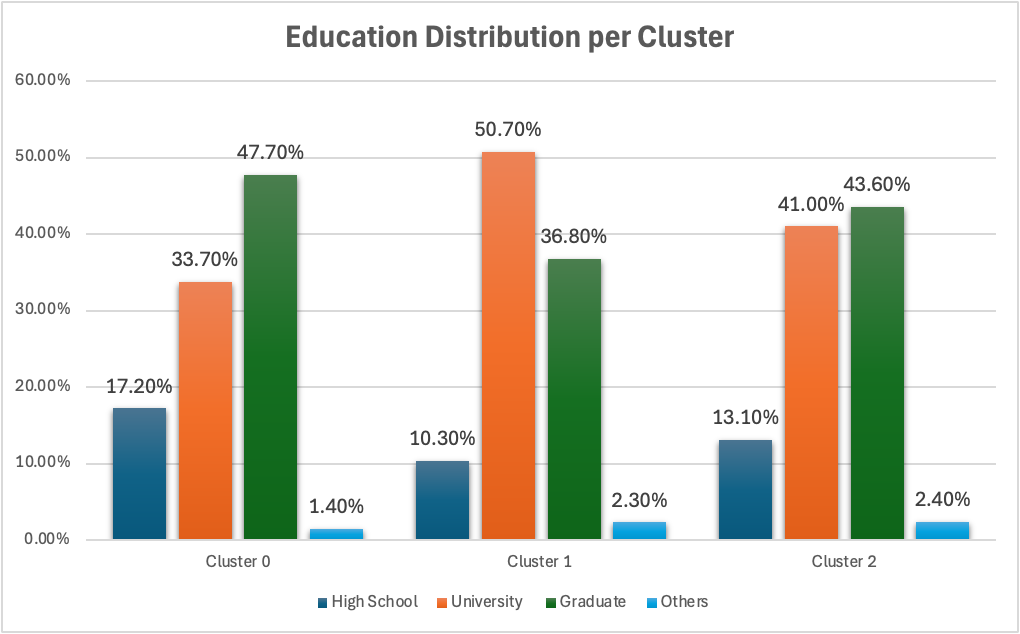 Education Distribution per Cluster
60.00%
50.00%
40.00%
30.00%
20.00%
10.00%
0.00%
17.20%
33.70%
47.70%
1.40%
10.30%
50.70%
36.80%
2.30%
13.10%
41.00%
43.60%
2.40%
Cluster 0
Cluster 1
Cluster 2
High School
University
Graduate
Others